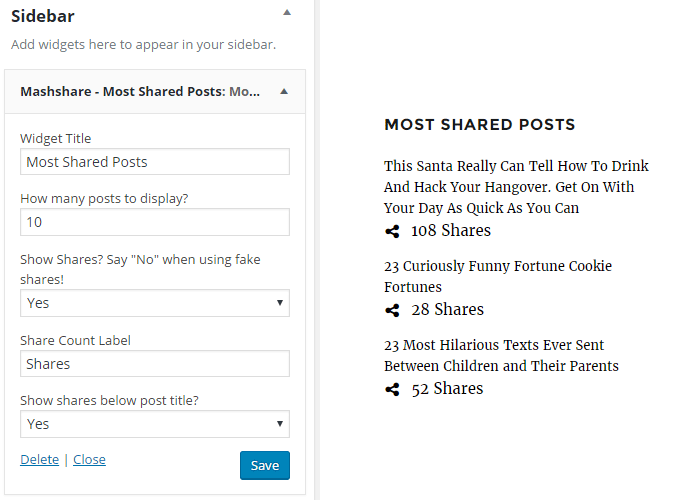 Sidebar
Add widgets here to appear in your sidebar.
Mashshare - Most Shared Posts: Mo...
Widget Title
Most Shared Posts
How many posts to display?
10
Show Shares? Say "No" when using fake
shares!
Yes
Share Count Label
Shares
Show shares below post title?
Yes
Delete | Close
Save
MOST SHARED POSTS
This Santa Really Can Tell How To Drink
And Hack Your Hangover. Get On With
Your Day As Quick As You Can
108 Shares
23 Curiously Funny Fortune Cookie
Fortunes
28 Shares
23 Most Hilarious Texts Ever Sent
Between Children and Their Parents
52 Shares